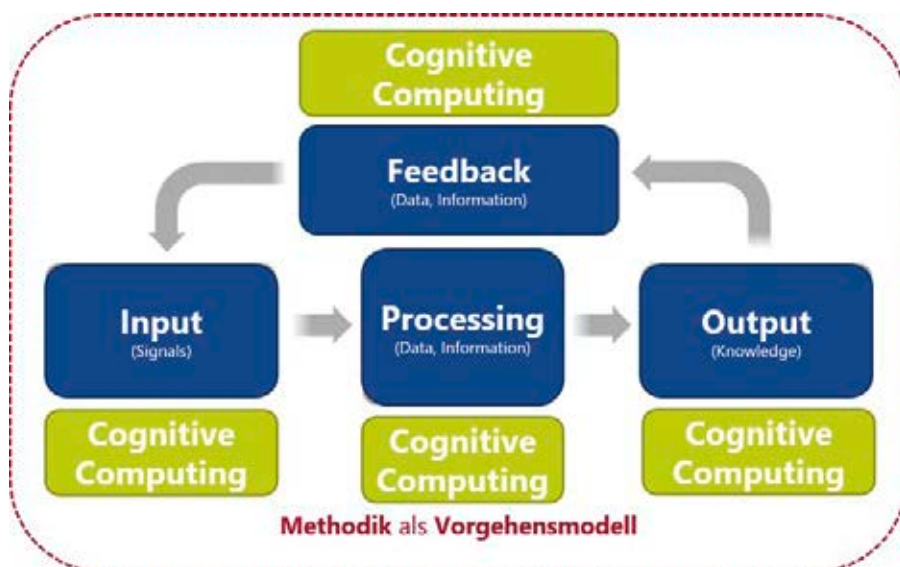 Cognitive
Computing
Feedback
(Data, Information)
Input
(Signals)
Processing
(Data, Information)
Output
(Knowledge)
Cognitive
Computing
Cognitive
Computing
Cognitive
Computing
Methodik als Vorgehensmodell